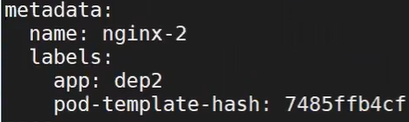 metadata:
  name: nginx-2
  labels:
    app: dep2
    pod-template-hash: 7485ffb4cf